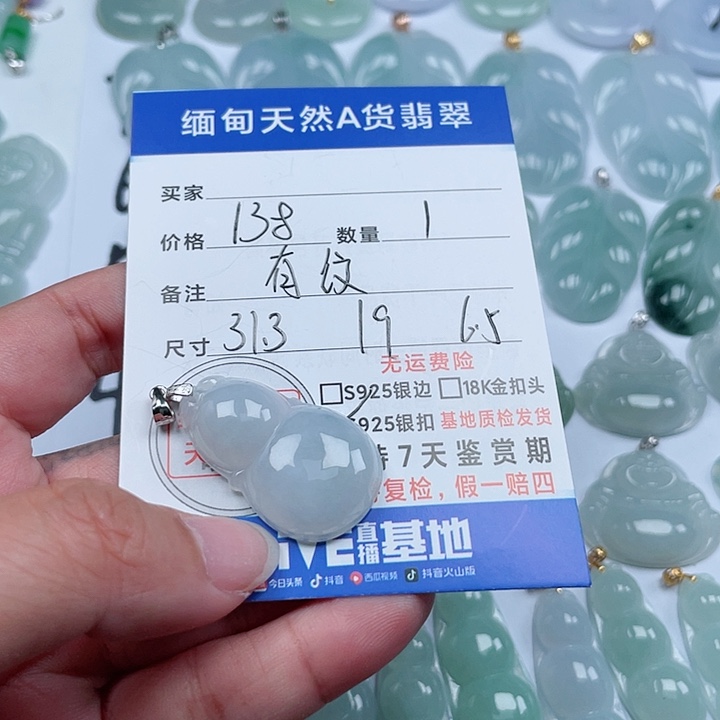 缅甸天然A货翡翠
买家
价格 138 数量 1
备注 有纹
尺寸 31.3 19 6.5
无运费险
S925银边 18K金扣头
925银扣 基地质检发货
持7天鉴赏期
复检，假一赔四
直播基地
今日头条 抖音 西瓜视频 抖音火山版